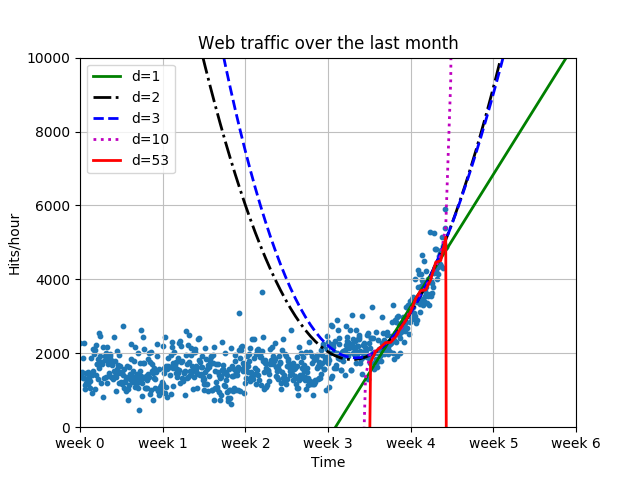 Web traffic over the last month
10000
8000
6000
4000
2000
0
Hits/hour
d=1
d=2
d=3
d=10
d=53
week 0 week 1 week 2 week 3 week 4 week 5 week 6
Time